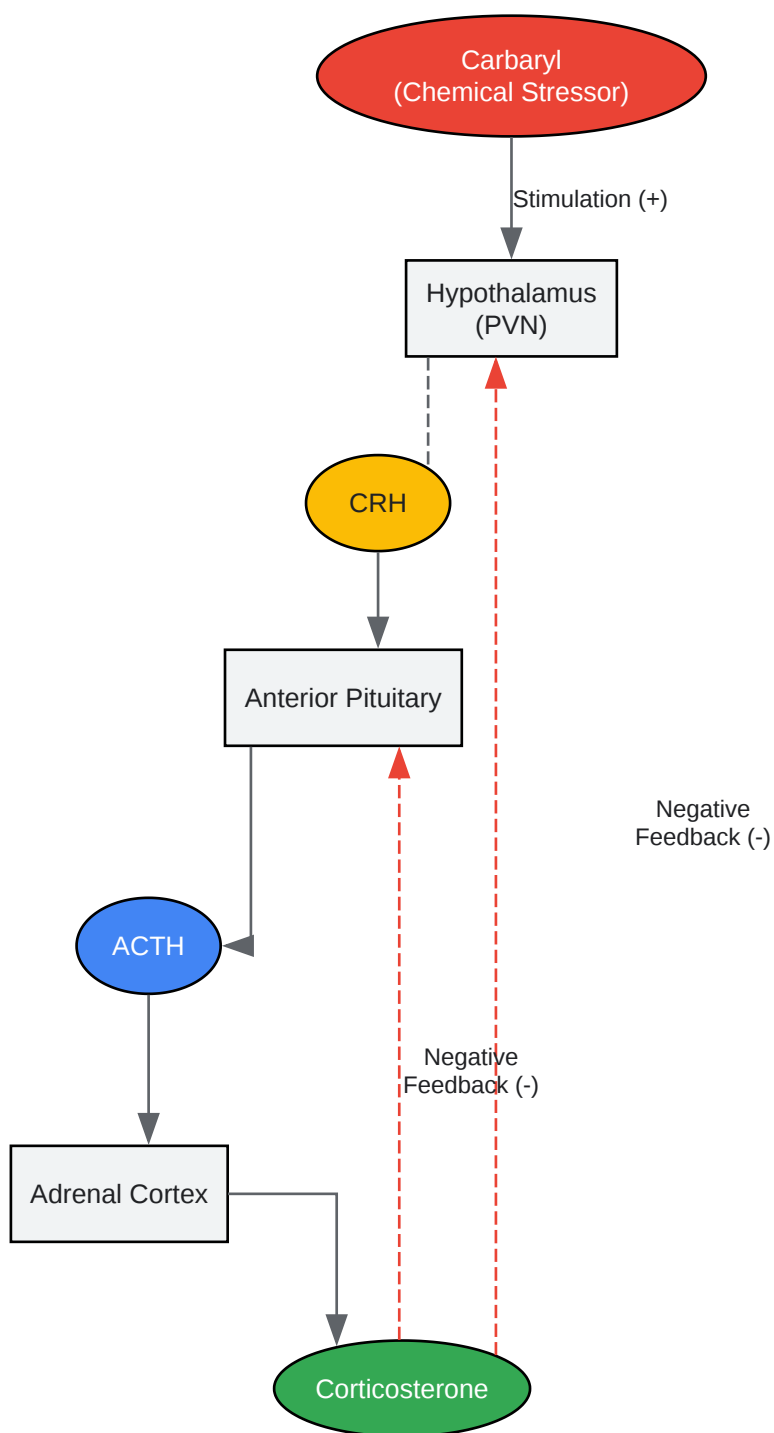 Carbaryl
(Chemical Stressor)
Stimulation (+)
Hypothalamus
(PVN)
CRH
Anterior Pituitary
Negative
Feedback (-)
ACTH
Negative
Feedback (-)
Adrenal Cortex
Corticosterone